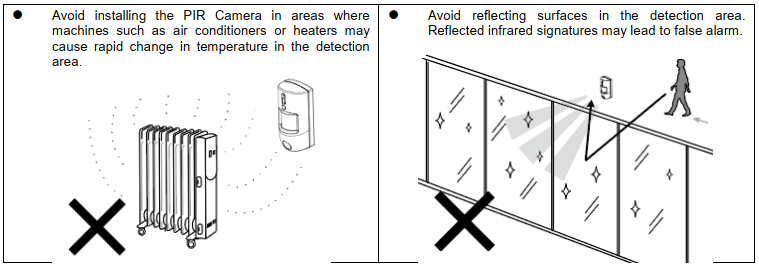 ● Avoid installing the PIR Camera in areas where
machines such as air conditioners or heaters may
cause rapid change in temperature in the detection
area.
● Avoid reflecting surfaces in the detection area.
Reflected infrared signatures may lead to false alarm.